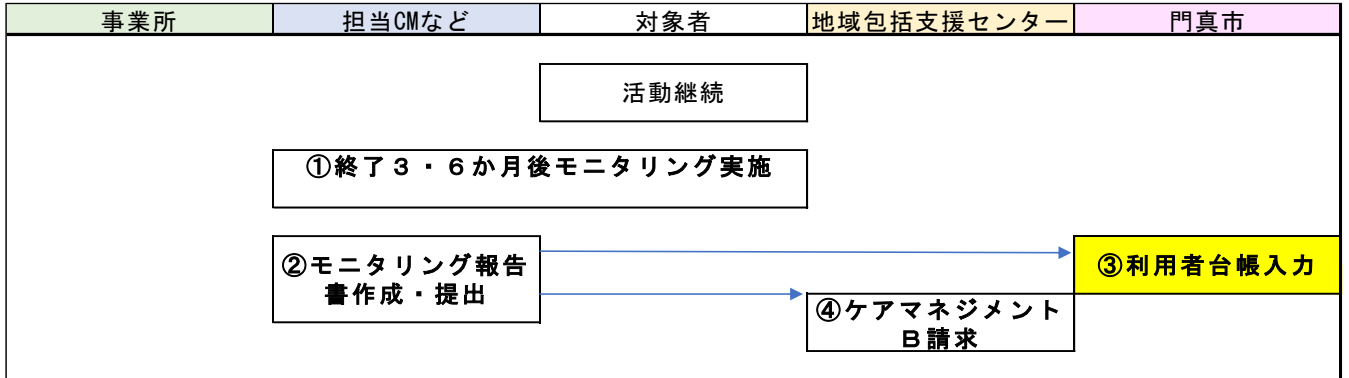 事業所 担当CMなど 対象者 地域包括支援センター 門真市
活動継続
①終了３・６か月後モニタリング実施
②モニタリング報告
書作成・提出
③利用者台帳入力
④ケアマネジメント
Ｂ請求